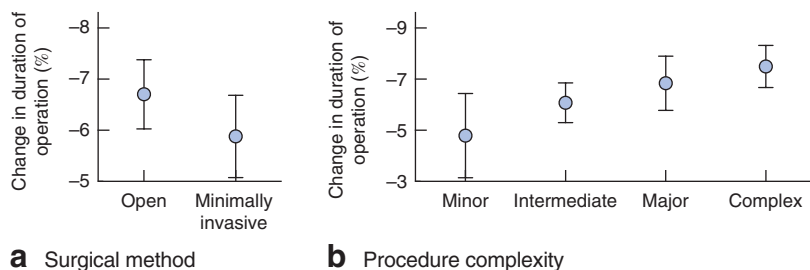 Change in duration of
operation (%)
–8
–7
–6
–5
Open
Minimally
invasive
a Surgical method
Change in duration of
operation (%)
–9
–7
–5
–3
Minor
Intermediate
Major
Complex
b Procedure complexity